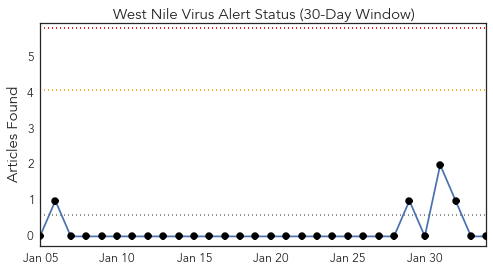 West Nile Virus Alert Status (30-Day Window)
Articles Found
5
4
3
2
1
0
Jan 05
Jan 10
Jan 15
Jan 20
Jan 25
Jan 30